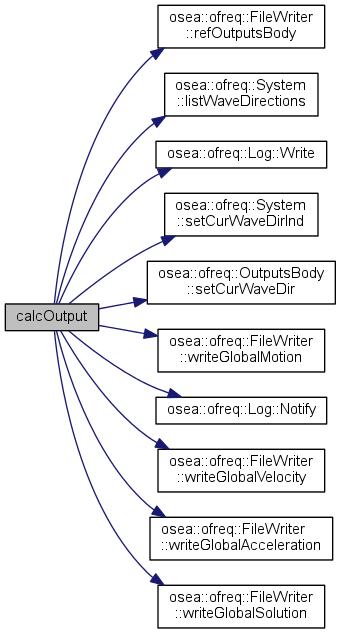 osea::ofreq::FileWriter
::refOutputsBody
osea::ofreq::System
::listWaveDirections
osea::ofreq::Log::Write
osea::ofreq::System
::setCurWaveDirInd
osea::ofreq::OutputsBody
::setCurWaveDir
calcOutput
osea::ofreq::FileWriter
::writeGlobalMotion
osea::ofreq::Log::Notify
osea::ofreq::FileWriter
::writeGlobalVelocity
osea::ofreq::FileWriter
::writeGlobalAcceleration
osea::ofreq::FileWriter
::writeGlobalSolution